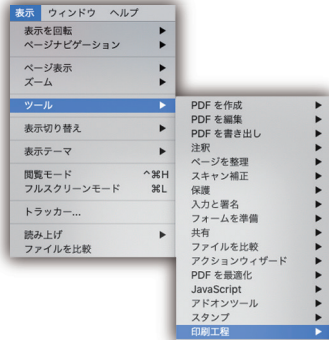 表示 ウィンドウ ヘルプ
表示を回転 ▶
ページナビゲーション ▶
ページ表示 ▶
ズーム ▶
ツール ▶
表示切り替え ▶
表示テーマ ▶
閲覧モード ^⌘H
フルスクリーンモード ⌘L
トラッカー...
読み上げ ▶
ファイルを比較
PDF を作成 ▶
PDF を編集 ▶
PDF を書き出し ▶
注釈 ▶
ページを整理 ▶
スキャン補正 ▶
保護 ▶
入力と署名 ▶
フォームを準備 ▶
共有 ▶
ファイルを比較 ▶
アクションウィザード ▶
PDF を最適化 ▶
JavaScript ▶
アドオンツール ▶
スタンプ ▶
印刷工程 ▶